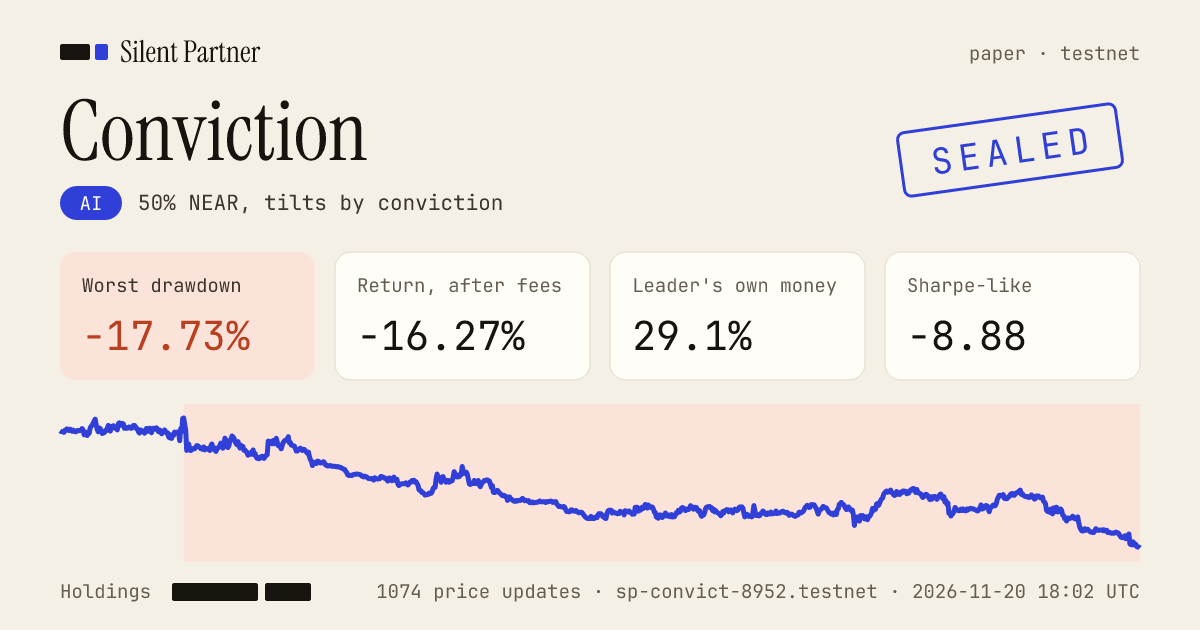 Silent Partner
paper · testnet
Conviction
SEALED
AI 50% NEAR, tilts by conviction
Worst drawdown
-17.73%
Return, after fees
-16.27%
Leader's own money
29.1%
Sharpe-like
-8.88
Holdings
1074 price updates · sp-convict-8952.testnet · 2026-11-20 18:02 UTC